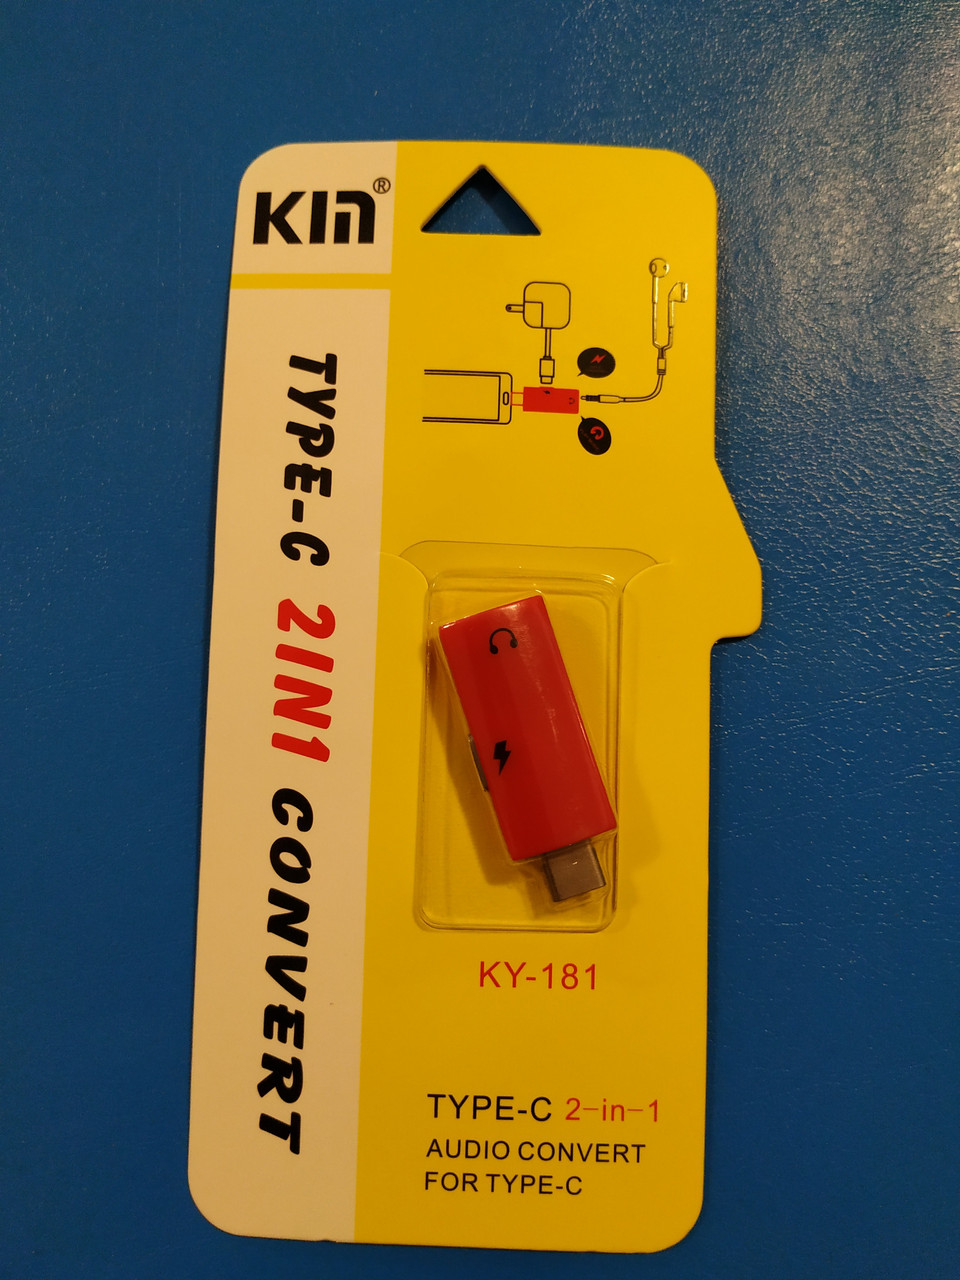 KIN®
TYPE-C 2IN1 CONVERT
KY-181
TYPE-C 2-in-1
AUDIO CONVERT
FOR TYPE-C